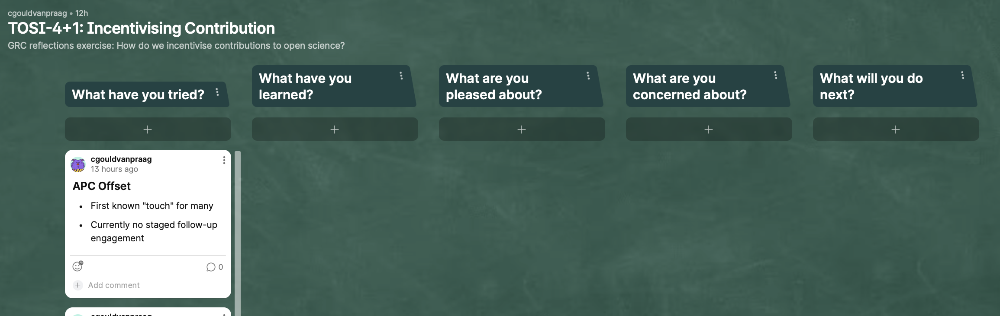 cgouldvanpraag • 12h
TOSI-4+1: Incentivising Contribution
GRC reflections exercise: How do we incentivise contributions to open science?
What have you tried?
What have you
learned?
What are you
pleased about?
What are you
concerned about?
What will you do
next?
cgouldvanpraag
13 hours ago
APC Offset
• First known "touch" for many
• Currently no staged follow-up
engagement
0
Add comment
cgouldvanpraag